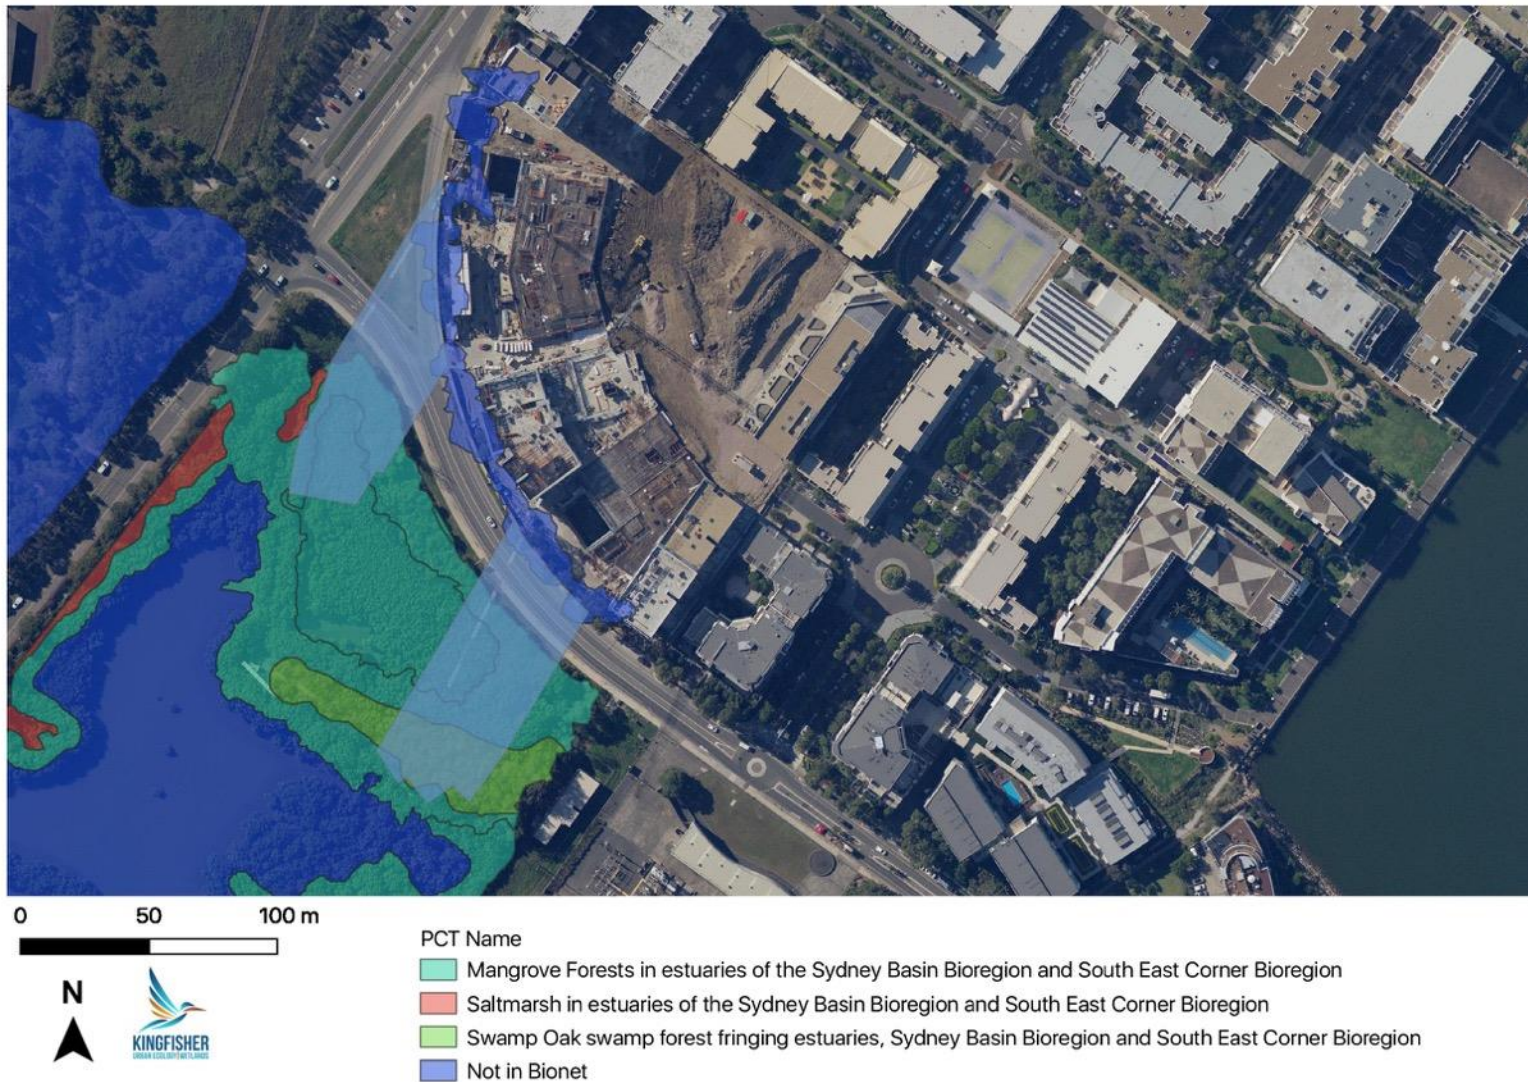 0 50 100 m
N
KINGFISHER
URBAN ECOLOGY & WETLANDS
PCT Name
Mangrove Forests in estuaries of the Sydney Basin Bioregion and South East Corner Bioregion
Saltmarsh in estuaries of the Sydney Basin Bioregion and South East Corner Bioregion
Swamp Oak swamp forest fringing estuaries, Sydney Basin Bioregion and South East Corner Bioregion
Not in Bionet